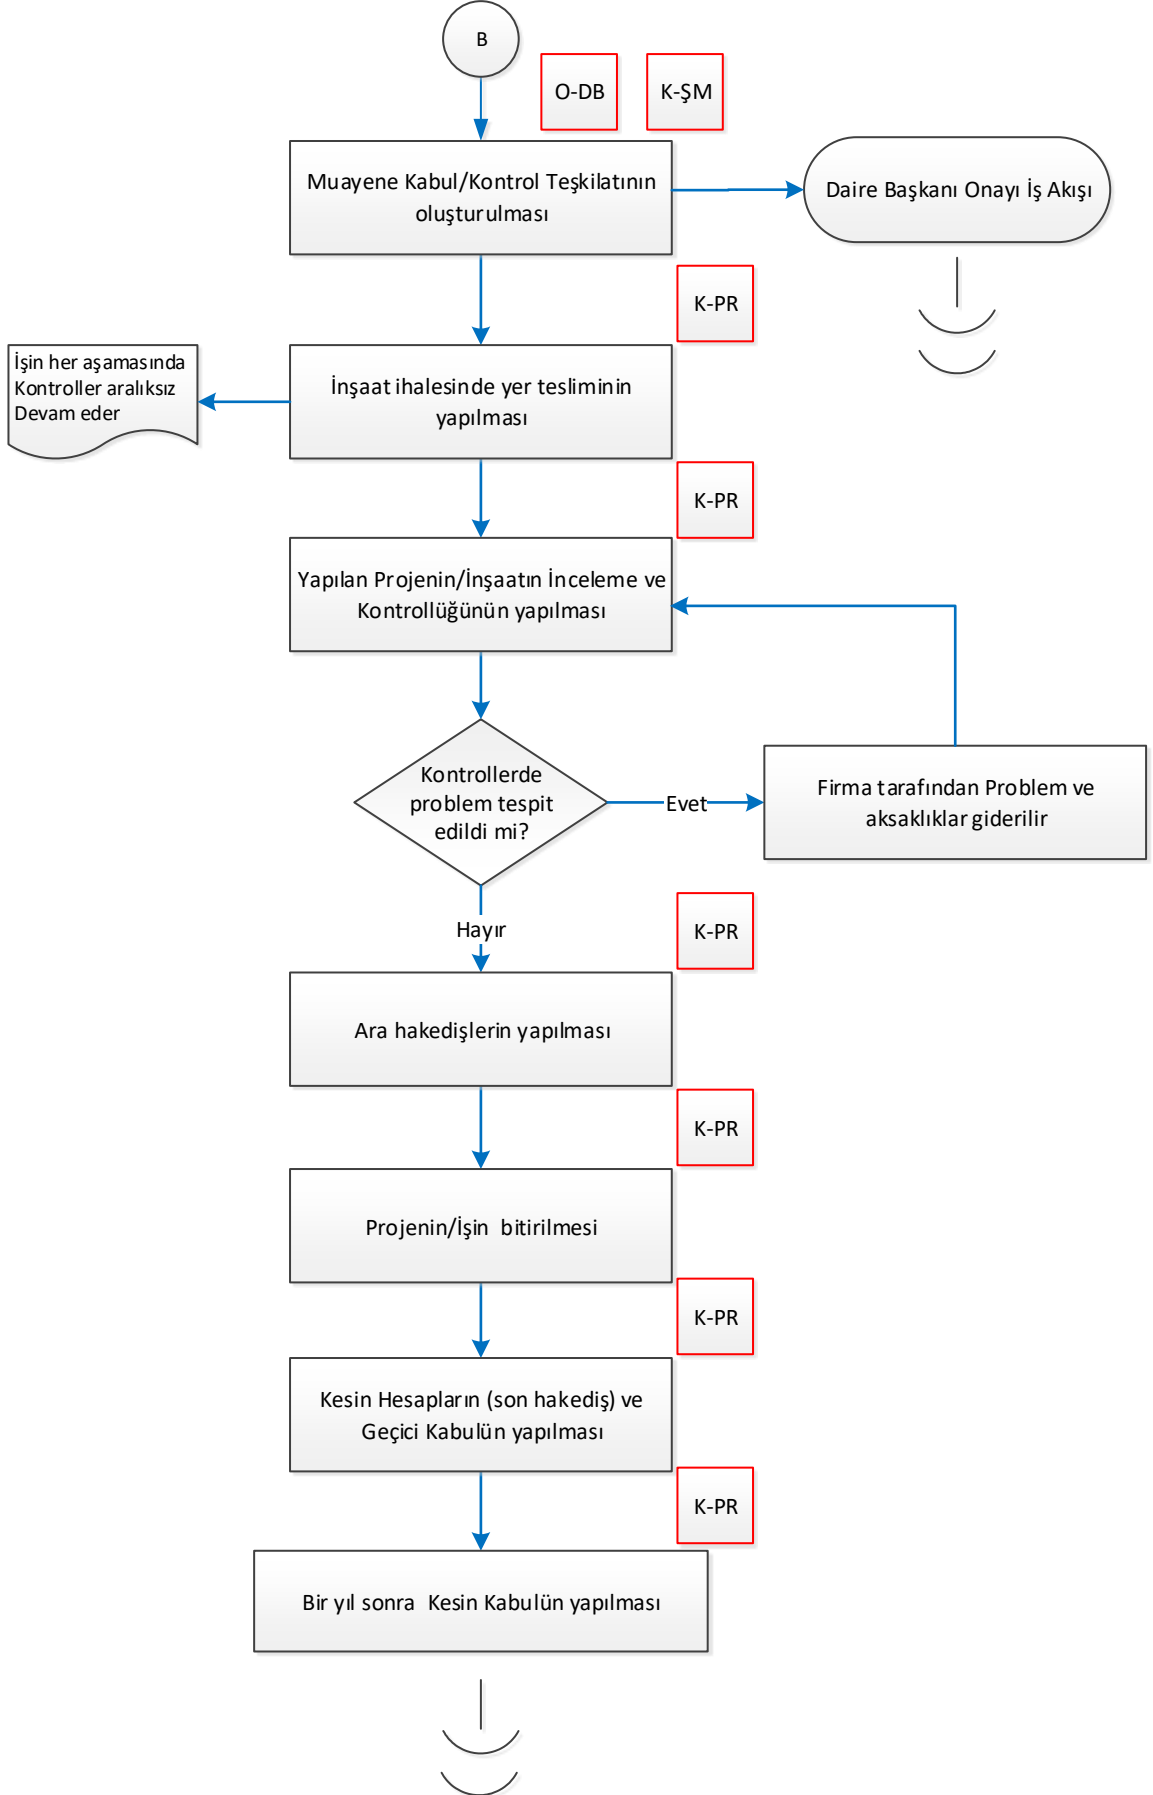 B
O-DB
K-ŞM
Muayene Kabul/Kontrol Teşkilatının
oluşturulması
Daire Başkanı Onayı İş Akışı
K-PR
İşin her aşamasında
Kontroller aralıksız
Devam eder
İnşaat ihalesinde yer tesliminin
yapılması
K-PR
Yapılan Projenin/İnşaatın İnceleme ve
Kontrollüğünün yapılması
Kontrollerde
problem tespit
edildi mi?
Evet
Firma tarafından Problem ve
aksaklıklar giderilir
Hayır
K-PR
Ara hakedişlerin yapılması
K-PR
Projenin/İşin bitirilmesi
K-PR
Kesin Hesapların (son hakediş) ve
Geçici Kabulün yapılması
K-PR
Bir yıl sonra Kesin Kabulün yapılması